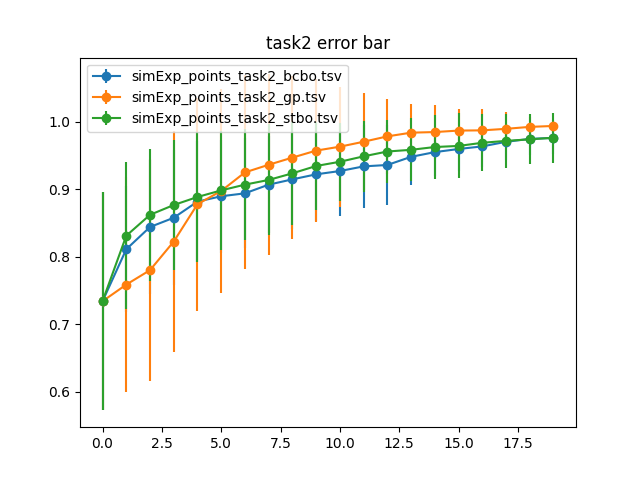 task2 error bar
simExp_points_task2_bcbo.tsv
simExp_points_task2_gp.tsv
simExp_points_task2_stbo.tsv
1.0
0.9
0.8
0.7
0.6
0.0 2.5 5.0 7.5 10.0 12.5 15.0 17.5